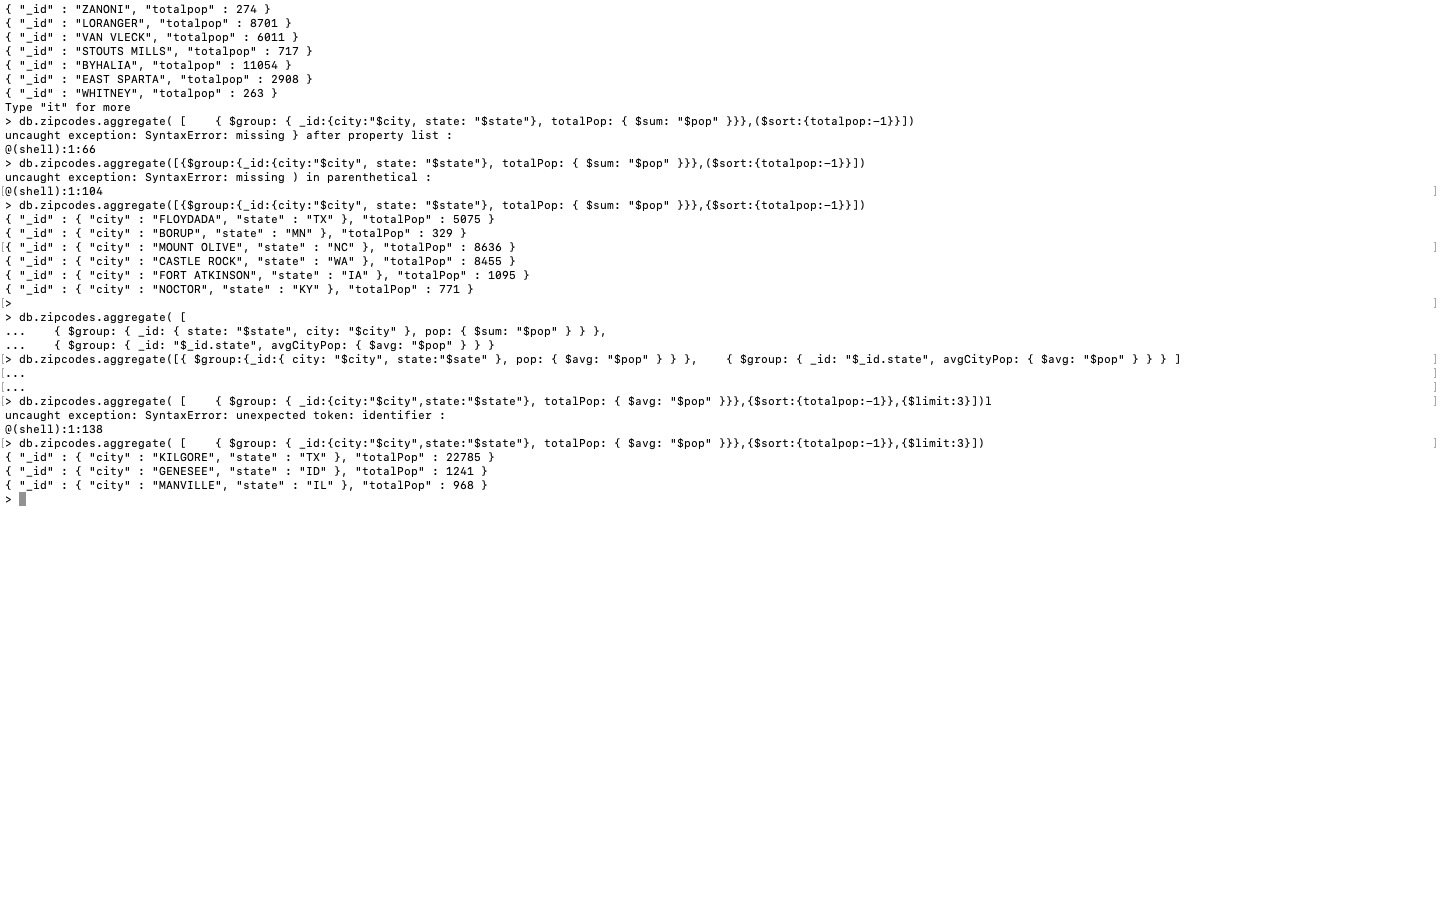 { "_id" : "ZANONI", "totalpop" : 274 }
{ "_id" : "LORANGER", "totalpop" : 8701 }
{ "_id" : "VAN VLECK", "totalpop" : 6011 }
{ "_id" : "STOUTS MILLS", "totalpop" : 717 }
{ "_id" : "BYHALIA", "totalpop" : 11054 }
{ "_id" : "EAST SPARTA", "totalpop" : 2908 }
{ "_id" : "WHITNEY", "totalpop" : 263 }
Type "it" for more
> db.zipcodes.aggregate( [    { $group: { _id:{city:"$city, state: "$state"}, totalPop: { $sum: "$pop" }}},($sort:{totalpop:-1}}])
uncaught exception: SyntaxError: missing } after property list :
@(shell):1:66
> db.zipcodes.aggregate([{$group:{_id:{city:"$city", state: "$state"}, totalPop: { $sum: "$pop" }}},($sort:{totalpop:-1}}])
uncaught exception: SyntaxError: missing ) in parenthetical :
[@(shell):1:104 ]
> db.zipcodes.aggregate([{$group:{_id:{city:"$city", state: "$state"}, totalPop: { $sum: "$pop" }}},{$sort:{totalpop:-1}}])
{ "_id" : { "city" : "FLOYDADA", "state" : "TX" }, "totalPop" : 5075 }
{ "_id" : { "city" : "BORUP", "state" : "MN" }, "totalPop" : 329 }
[{ "_id" : { "city" : "MOUNT OLIVE", "state" : "NC" }, "totalPop" : 8636 } ]
{ "_id" : { "city" : "CASTLE ROCK", "state" : "WA" }, "totalPop" : 8455 }
{ "_id" : { "city" : "FORT ATKINSON", "state" : "IA" }, "totalPop" : 1095 }
{ "_id" : { "city" : "NOCTOR", "state" : "KY" }, "totalPop" : 771 }
[> ]
> db.zipcodes.aggregate( [
...    { $group: { _id: { state: "$state", city: "$city" }, pop: { $sum: "$pop" } } },
...    { $group: { _id: "$_id.state", avgCityPop: { $avg: "$pop" } } }
[> db.zipcodes.aggregate([{ $group:{_id:{ city: "$city", state:"$sate" }, pop: { $avg: "$pop" } } },    { $group: { _id: "$_id.state", avgCityPop: { $avg: "$pop" } } } ] ]
[... ]
[... ]
[> db.zipcodes.aggregate( [    { $group: { _id:{city:"$city",state:"$state"}, totalPop: { $avg: "$pop" }}},{$sort:{totalpop:-1}},{$limit:3}])l ]
uncaught exception: SyntaxError: unexpected token: identifier :
@(shell):1:138
[> db.zipcodes.aggregate( [    { $group: { _id:{city:"$city",state:"$state"}, totalPop: { $avg: "$pop" }}},{$sort:{totalpop:-1}},{$limit:3}]) ]
{ "_id" : { "city" : "KILGORE", "state" : "TX" }, "totalPop" : 22785 }
{ "_id" : { "city" : "GENESEE", "state" : "ID" }, "totalPop" : 1241 }
{ "_id" : { "city" : "MANVILLE", "state" : "IL" }, "totalPop" : 968 }
>